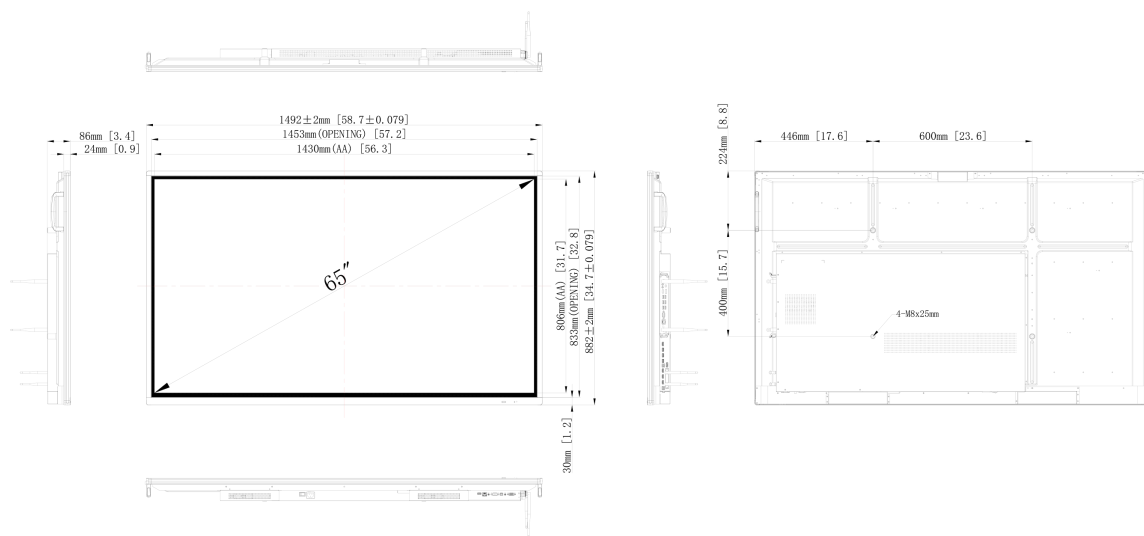 1492±2mm [58.7±0.079]
1453mm(OPENING) [57.2]
1430mm(AA) [56.3]
86mm [3.4]
24mm [0.9]
65″
806mm(AA) [31.7]
833mm(OPENING) [32.8]
882±2mm [34.7±0.079]
30mm [1.2]
224mm [8.8]
446mm [17.6]
600mm [23.6]
400mm [15.7]
4-M8x25mm